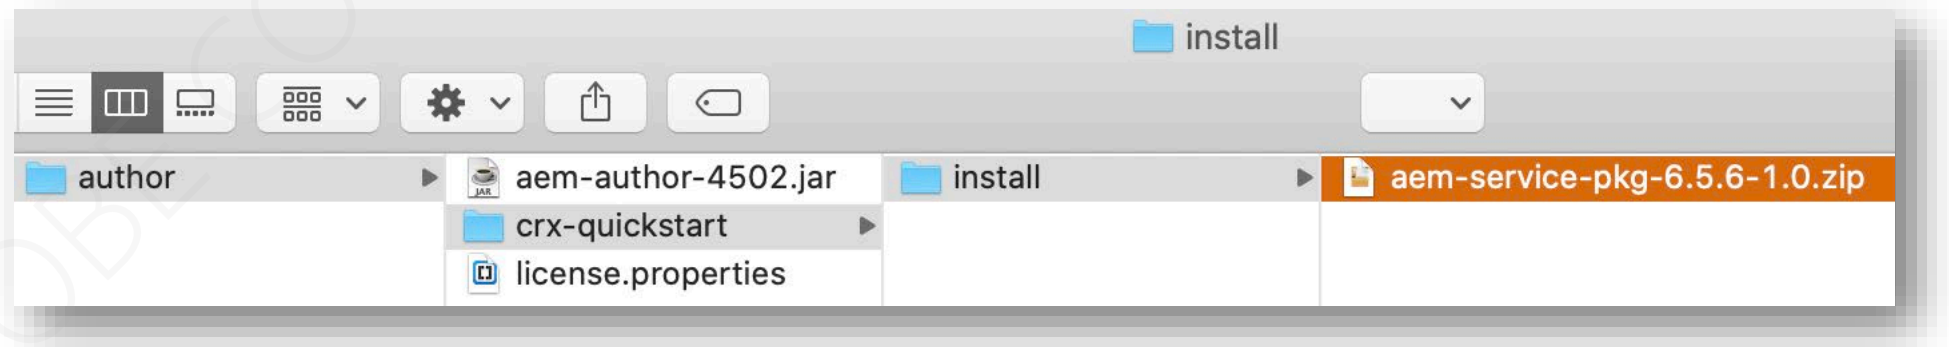 install
author
aem-author-4502.jar
crx-quickstart
license.properties
install
aem-service-pkg-6.5.6-1.0.zip